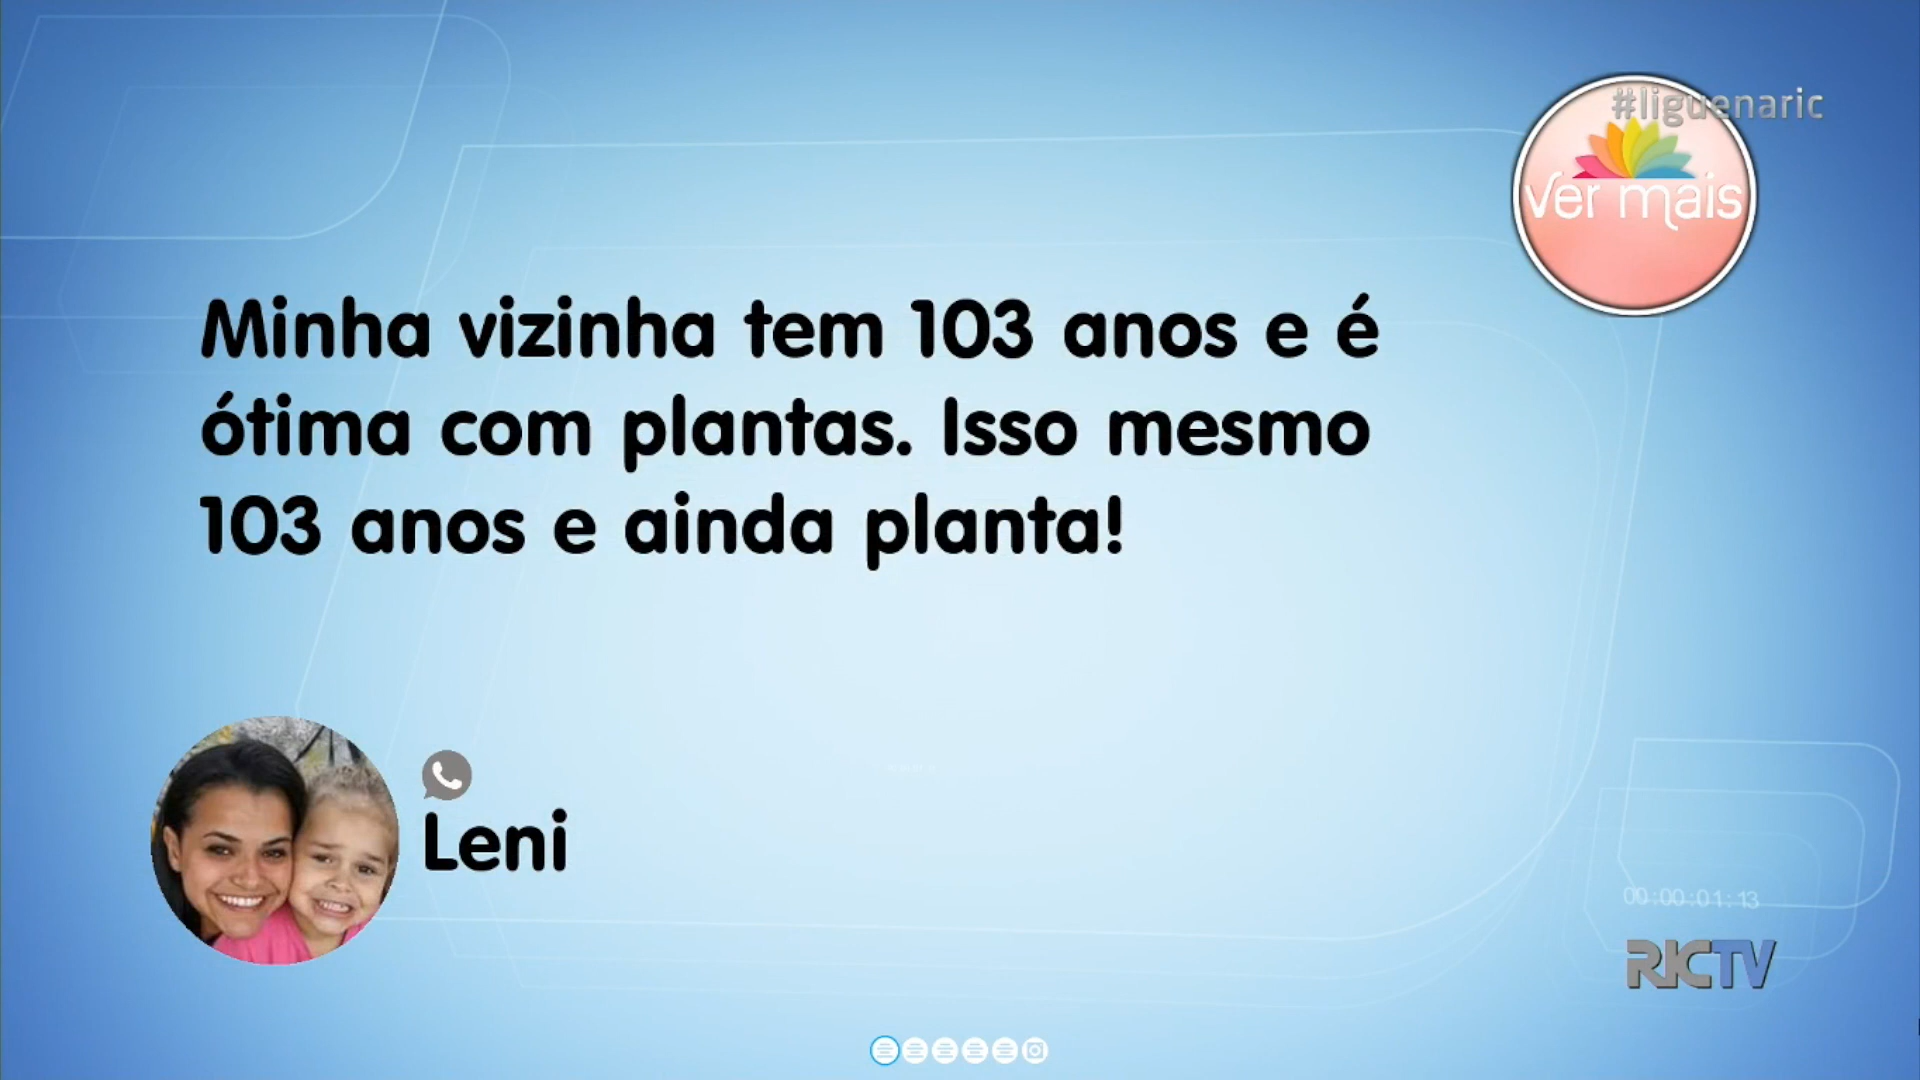 #liguenaric
ver mais
Minha vizinha tem 103 anos e é
ótima com plantas. Isso mesmo
103 anos e ainda planta!
Leni
00:00:01:13
RICTV